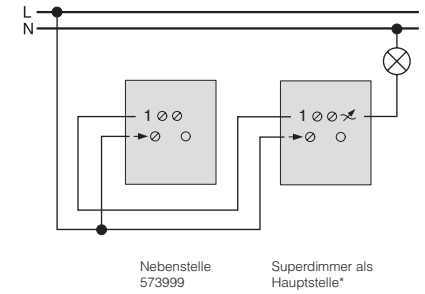 L
N
1
1
Nebenstelle
573999
Superdimmer als
Hauptstelle*